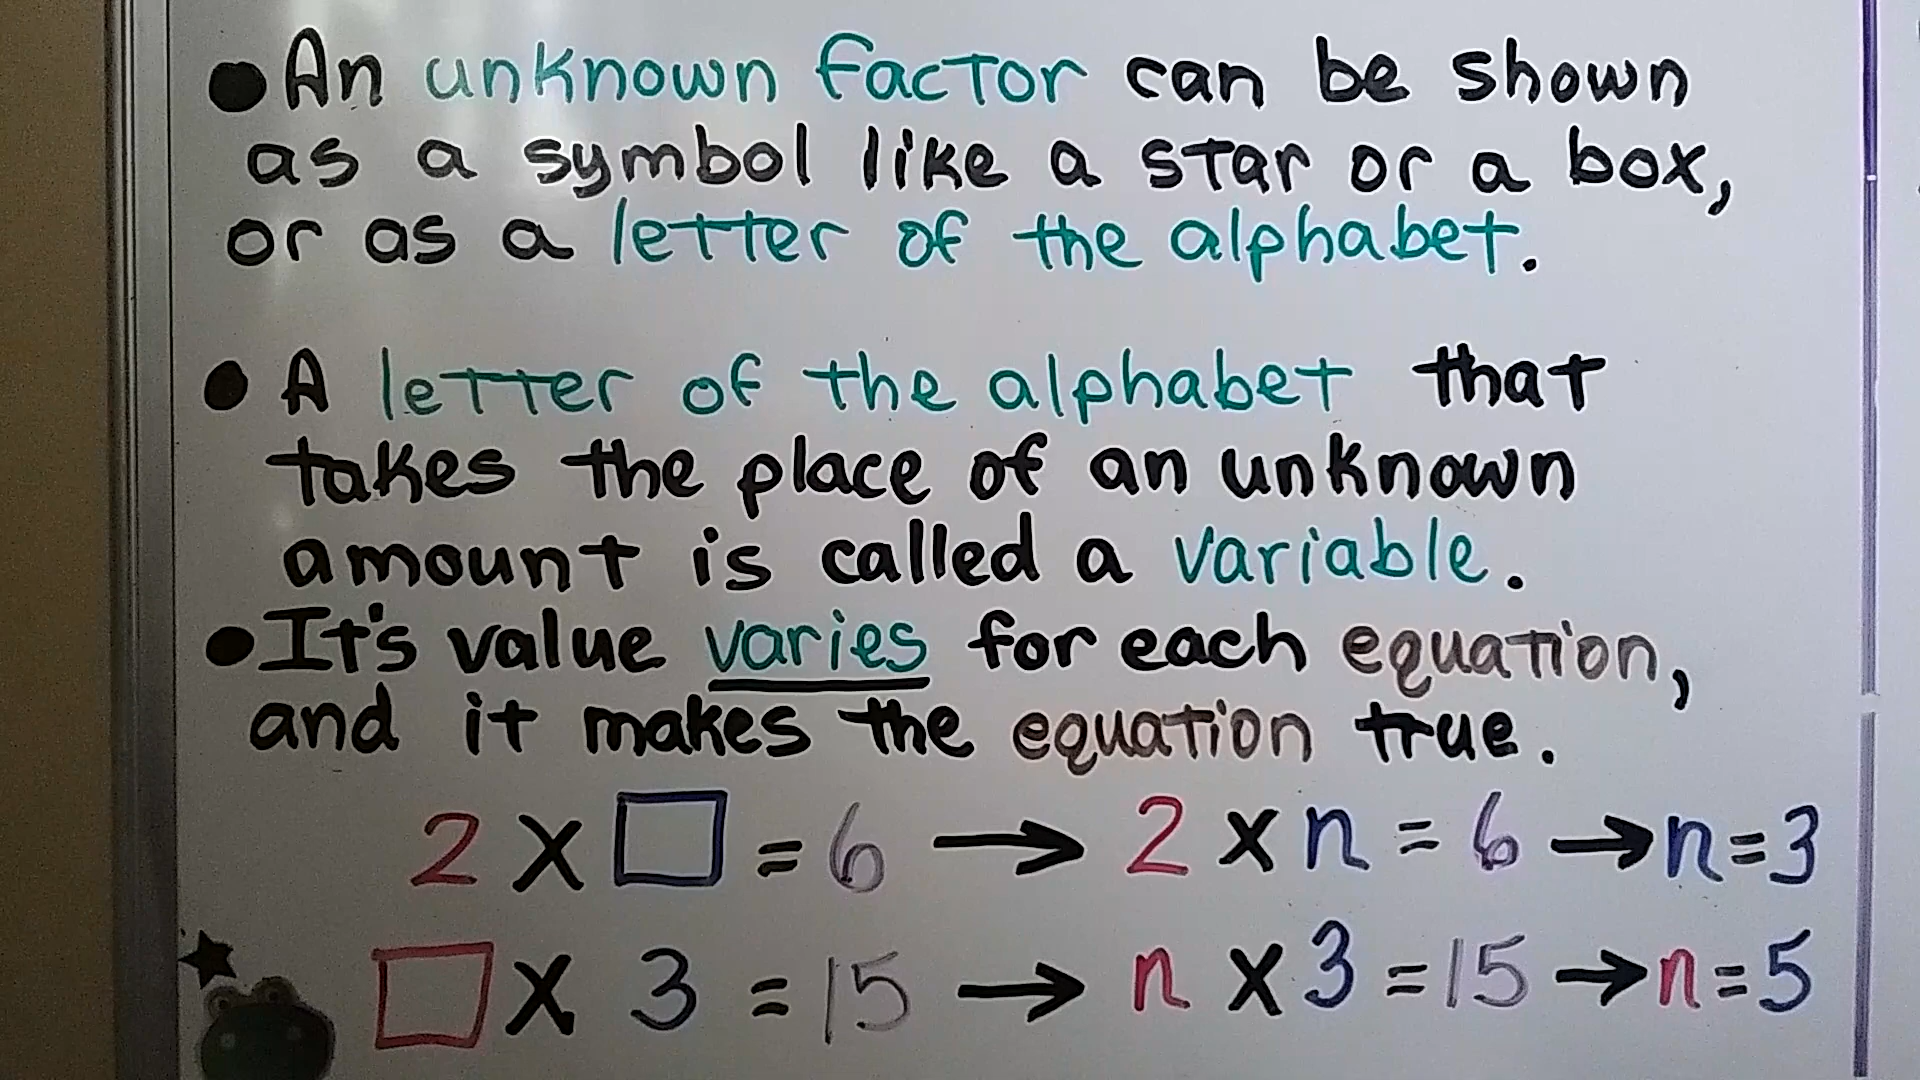 ● An unknown factor can be shown
as a symbol like a star or a box,
or as a letter of the alphabet.
● A letter of the alphabet that
takes the place of an unknown
amount is called a variable.
● It's value varies for each equation,
and it makes the equation true.
2 × □ = 6 → 2 × n = 6 → n = 3
□ × 3 = 15 → n × 3 = 15 → n = 5